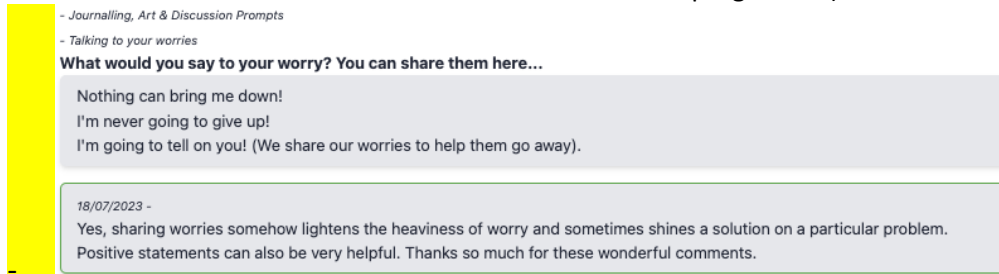 - Journalling, Art & Discussion Prompts
- Talking to your worries
What would you say to your worry? You can share them here...
Nothing can bring me down!
I'm never going to give up!
I'm going to tell on you! (We share our worries to help them go away).
18/07/2023 -
Yes, sharing worries somehow lightens the heaviness of worry and sometimes shines a solution on a particular problem.
Positive statements can also be very helpful. Thanks so much for these wonderful comments.